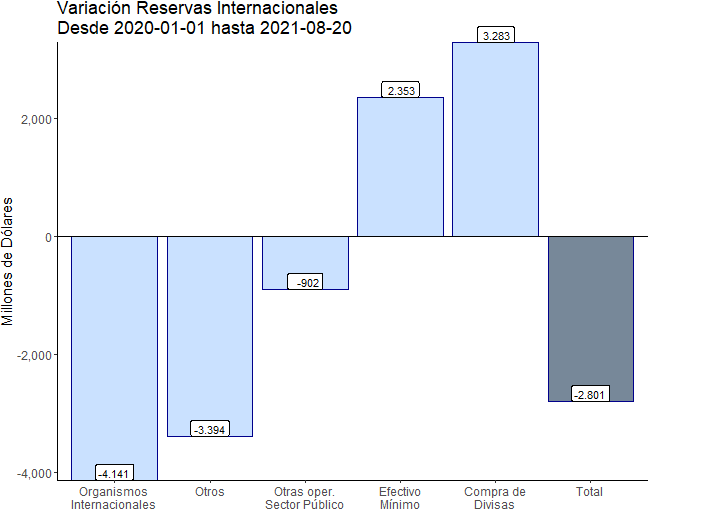 Variación Reservas Internacionales
Desde 2020-01-01 hasta 2021-08-20
Millones de Dólares
2,000
0
-2,000
-4,000
-4.141
-3.394
-902
2.353
3.283
-2.801
Organismos
Internacionales
Otros
Otras oper.
Sector Público
Efectivo
Mínimo
Compra de
Divisas
Total